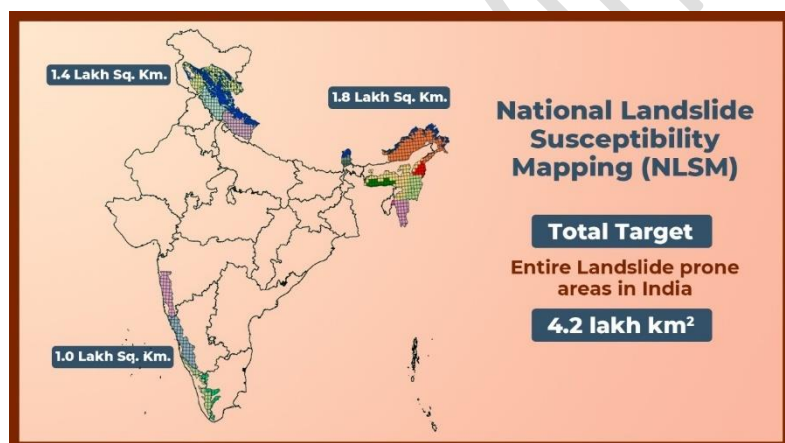 1.4 Lakh Sq. Km.
1.8 Lakh Sq. Km.
1.0 Lakh Sq. Km.
National Landslide
Susceptibility
Mapping (NLSM)
Total Target
Entire Landslide prone
areas in India
4.2 lakh km²